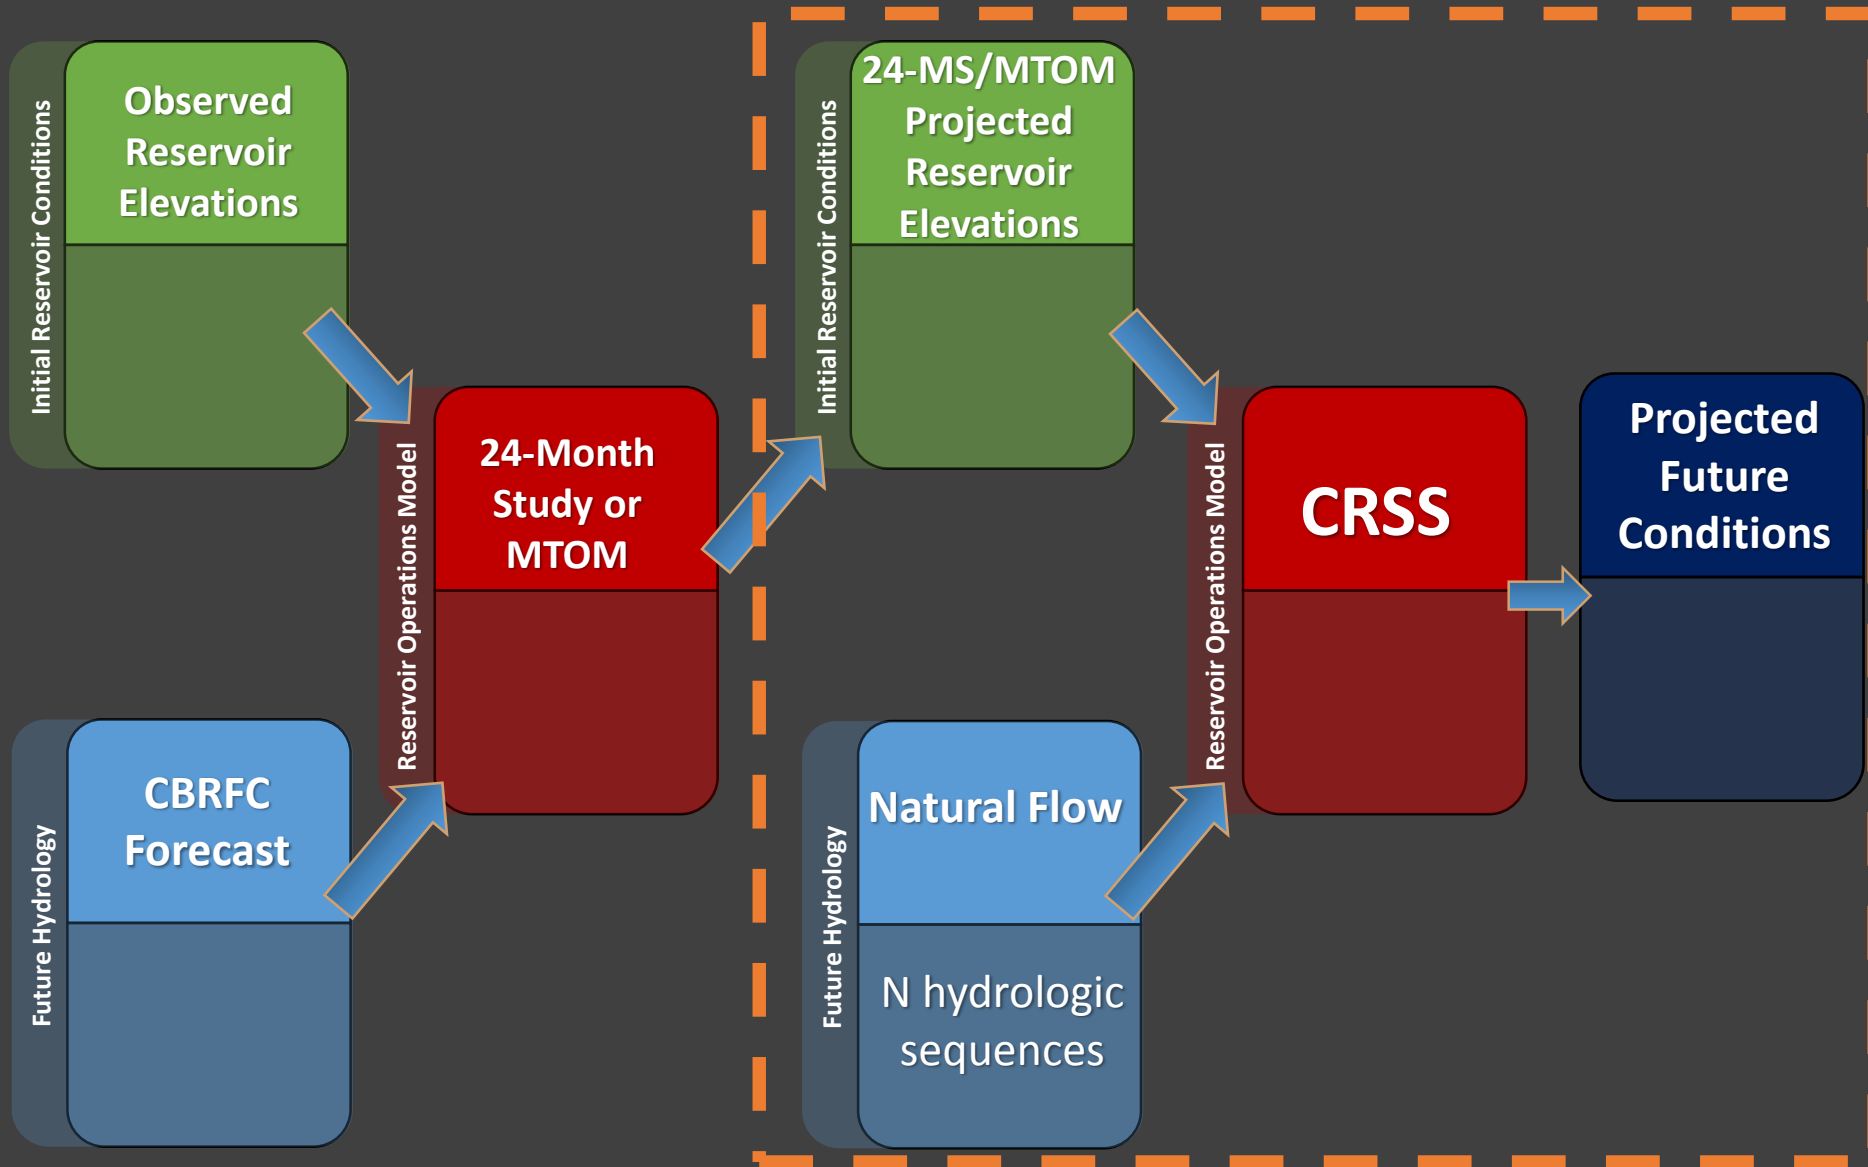 Initial Reservoir Conditions
Observed
Reservoir
Elevations
Future Hydrology
CBRFC
Forecast
Reservoir Operations Model
24-Month
Study or
MTOM
Initial Reservoir Conditions
24-MS/MTOM
Projected
Reservoir
Elevations
Future Hydrology
Natural Flow
N hydrologic
sequences
Reservoir Operations Model
CRSS
Projected
Future
Conditions